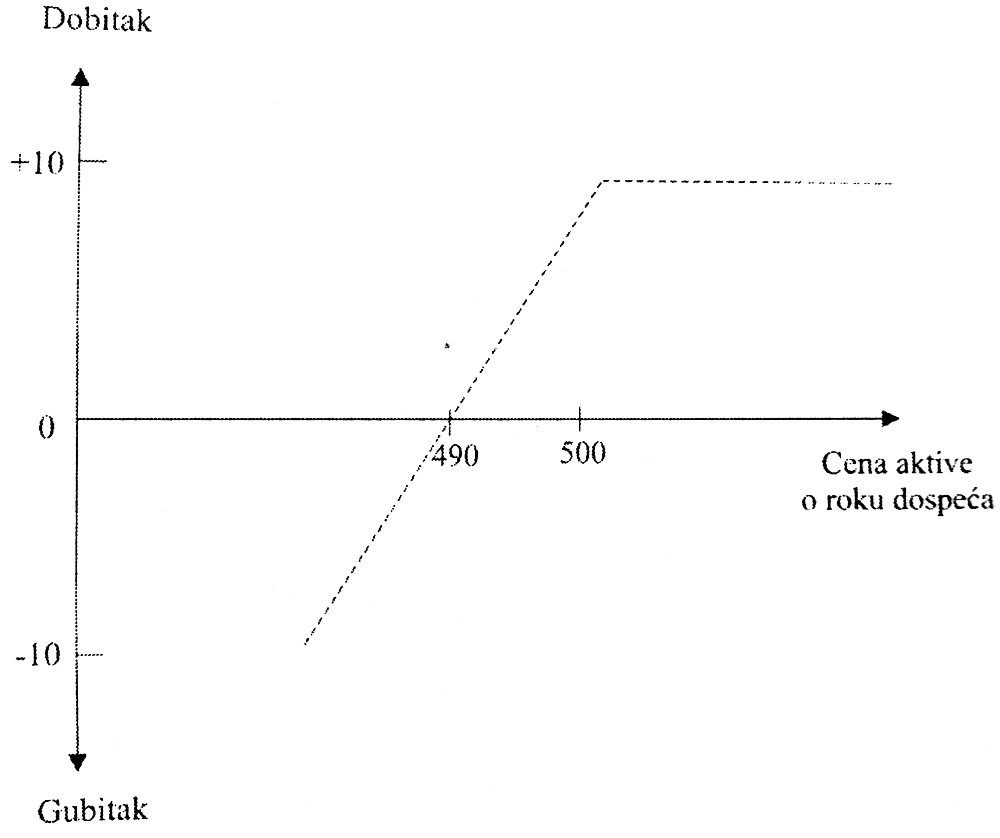 Dobitak
+10
0
490
500
Cena aktive
o roku dospeća
-10
Gubitak